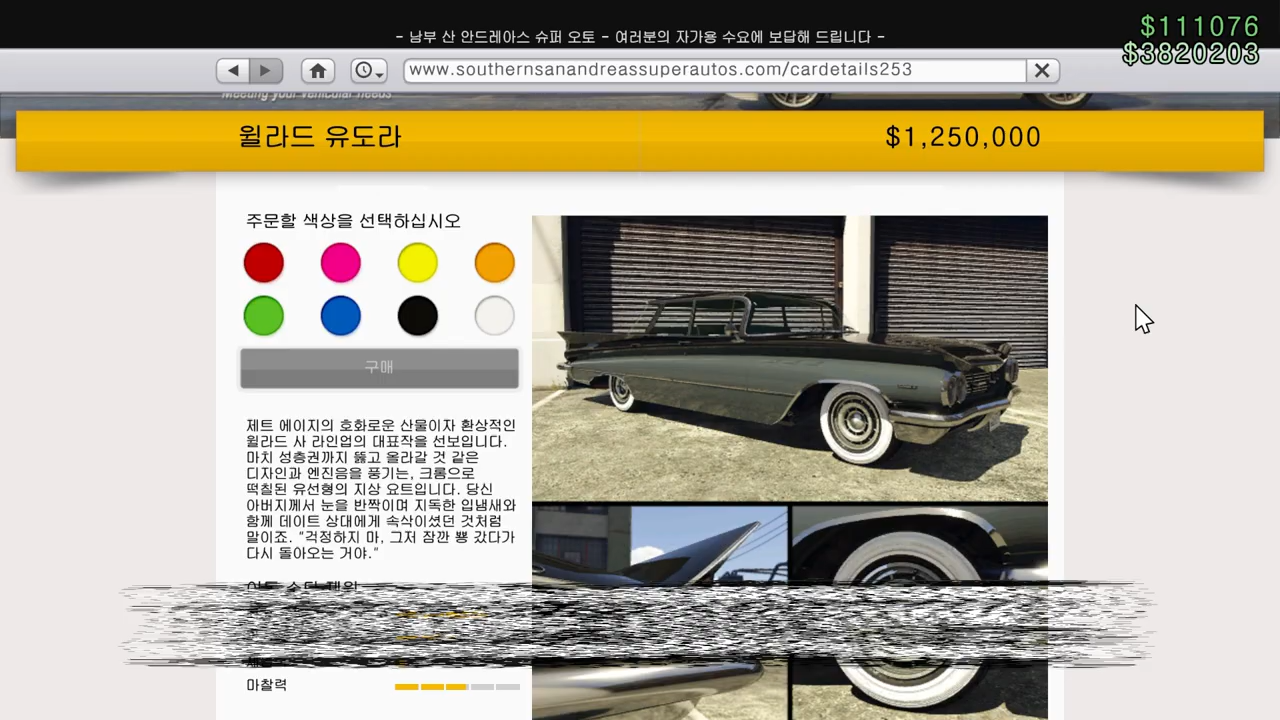 - 남부 산 안드레아스 슈퍼 오토 - 여러분의 자가용 수요에 보답해 드립니다 -
$111076
$3820203
www.southernsanandreassuperautos.com/cardetails253
Meeting your vehicular needs
윌라드 유도라
$1,250,000
주문할 색상을 선택하십시오
구매
제트 에이지의 호화로운 산물이자 환상적인
윌라드 사 라인업의 대표작을 선보입니다.
마치 성층권까지 뚫고 올라갈 것 같은
디자인과 엔진음을 풍기는, 크롬으로
떡칠된 유선형의 지상 요트입니다. 당신
아버지께서 눈을 반짝이며 지독한 입냄새와
함께 데이트 상대에게 속삭이셨던 것처럼
말이죠. "걱정하지 마, 그저 잠깐 뿅 갔다가
다시 돌아오는 거야."
마찰력